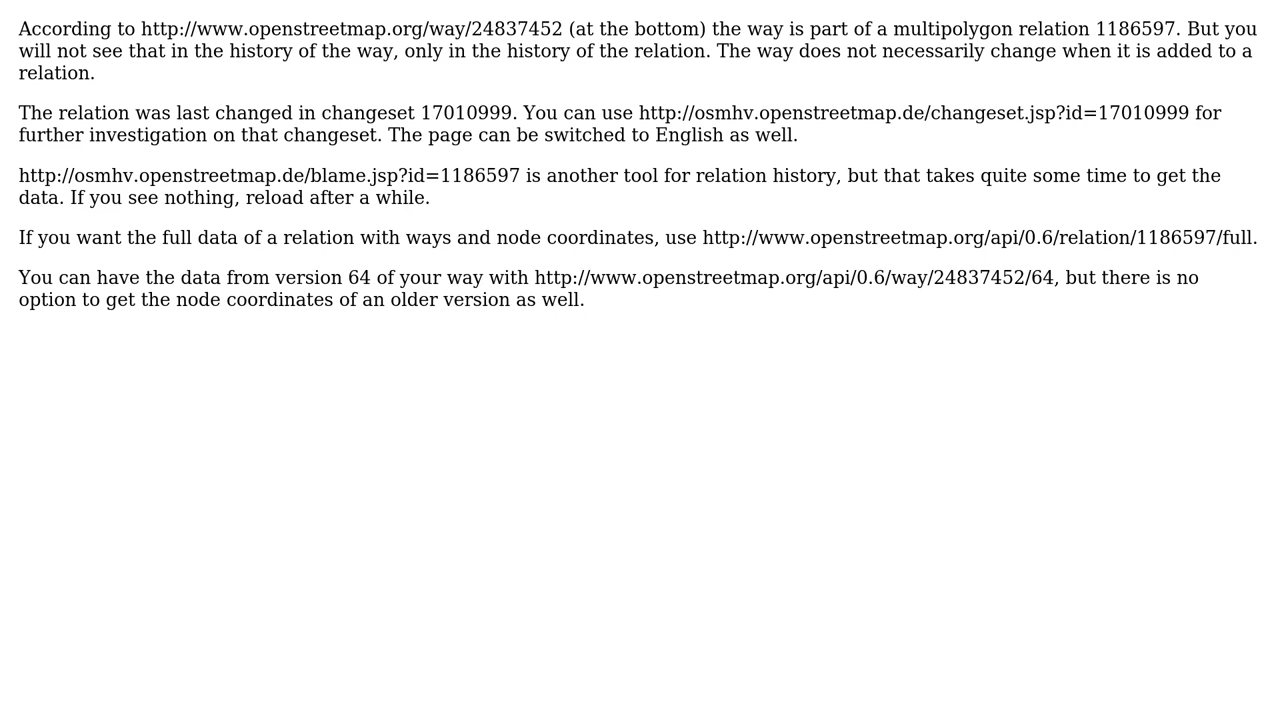 According to http://www.openstreetmap.org/way/24837452 (at the bottom) the way is part of a multipolygon relation 1186597. But you
will not see that in the history of the way, only in the history of the relation. The way does not necessarily change when it is added to a
relation.
The relation was last changed in changeset 17010999. You can use http://osmhv.openstreetmap.de/changeset.jsp?id=17010999 for
further investigation on that changeset. The page can be switched to English as well.
http://osmhv.openstreetmap.de/blame.jsp?id=1186597 is another tool for relation history, but that takes quite some time to get the
data. If you see nothing, reload after a while.
If you want the full data of a relation with ways and node coordinates, use http://www.openstreetmap.org/api/0.6/relation/1186597/full.
You can have the data from version 64 of your way with http://www.openstreetmap.org/api/0.6/way/24837452/64, but there is no
option to get the node coordinates of an older version as well.